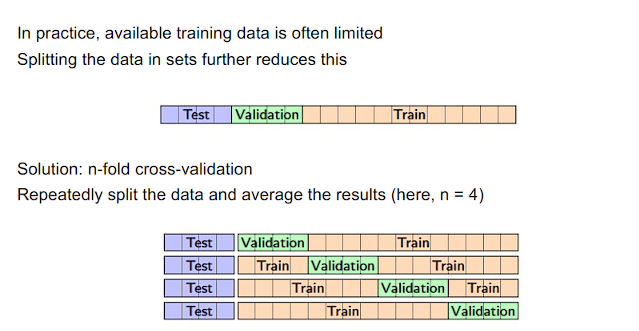 In practice, available training data is often limited
Splitting the data in sets further reduces this
Test Validation Train
Solution: n-fold cross-validation
Repeatedly split the data and average the results (here, n = 4)
Test Validation Train
Test Train Validation Train
Test Train Validation Train
Test Train Validation